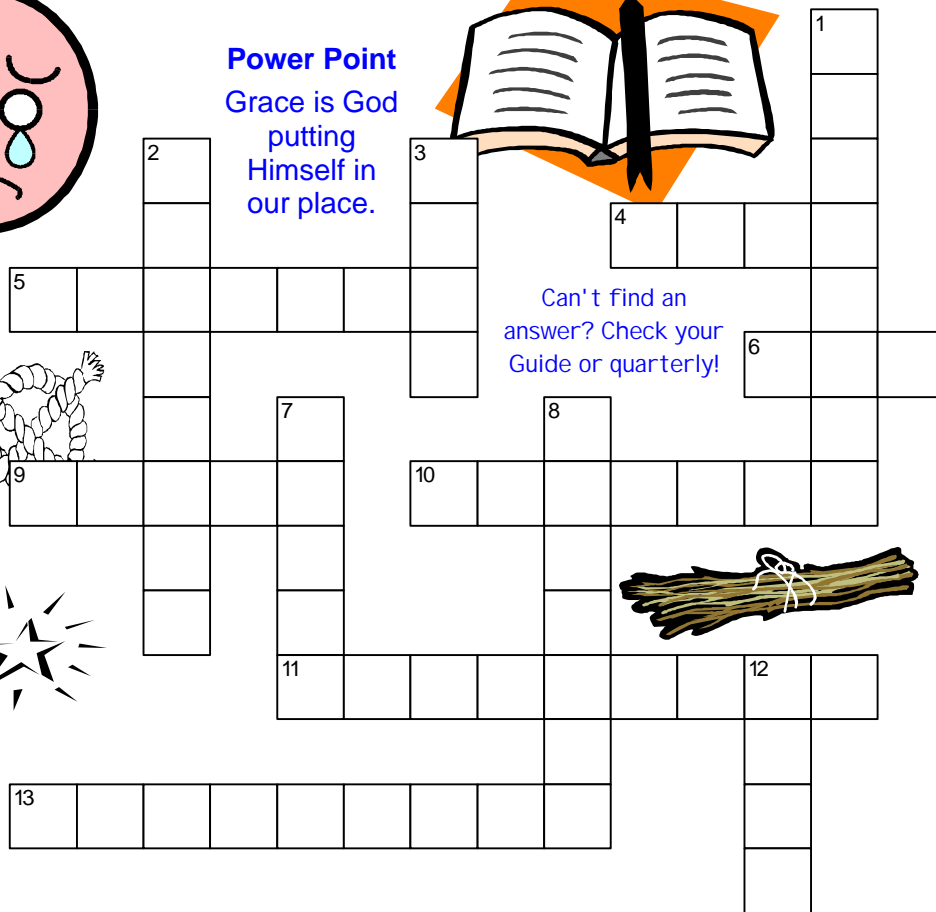 1
Power Point
Grace is God
putting
Himself in
our place.
2
3
4
5
Can't find an
answer? Check your
Guide or quarterly!
6
7
8
9
10
11
12
13